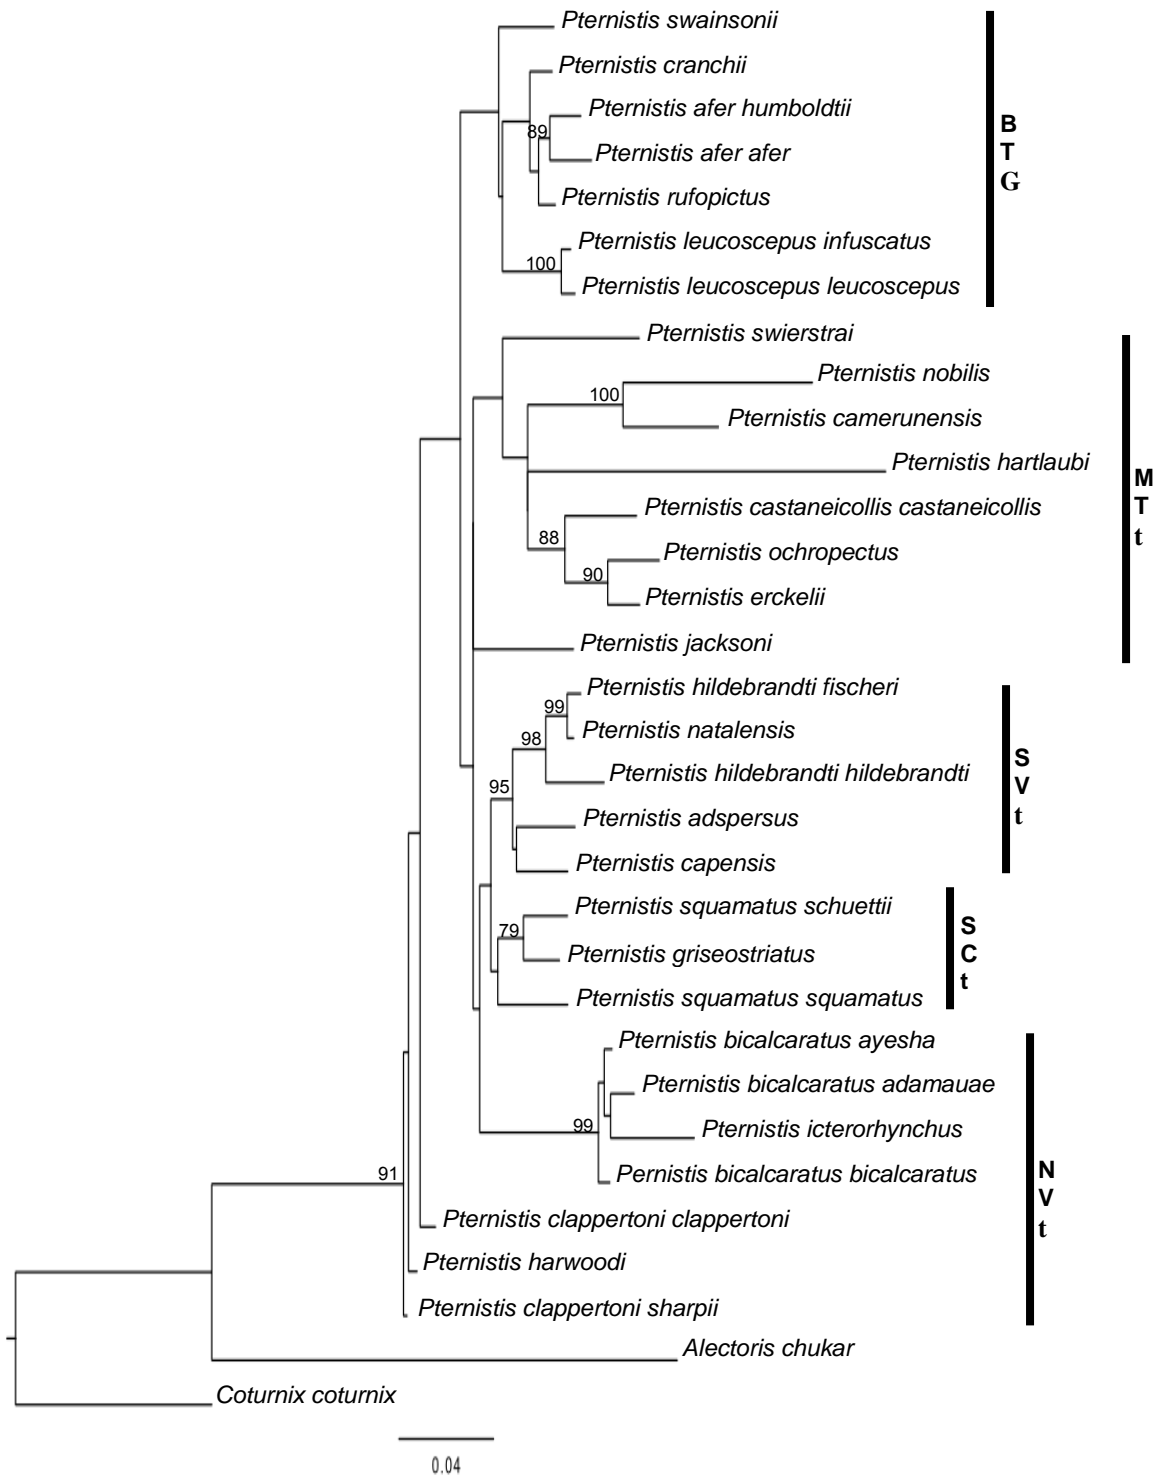 Pternistis swainsonii
Pternistis cranchii
Pternistis afer humboldtii
89
Pternistis afer afer
Pternistis rufopictus
Pternistis leucoscepus infuscatus
100
Pternistis leucoscepus leucoscepus
B
T
G
Pternistis swierstrai
Pternistis nobilis
100
Pternistis camerunensis
Pternistis hartlaubi
Pternistis castaneicollis castaneicollis
88
Pternistis ochropectus
90
Pternistis erckelii
Pternistis jacksoni
M
T
t
Pternistis hildebrandti fischeri
99
Pternistis natalensis
98
Pternistis hildebrandti hildebrandti
95
Pternistis adspersus
Pternistis capensis
S
V
t
Pternistis squamatus schuettii
79
Pternistis griseostriatus
Pternistis squamatus squamatus
S
C
t
Pternistis bicalcaratus ayesha
Pternistis bicalcaratus adamauae
99
Pternistis icterorhynchus
Pernistis bicalcaratus bicalcaratus
91
Pternistis clappertoni clappertoni
Pternistis harwoodi
Pternistis clappertoni sharpii
N
V
t
Alectoris chukar
Coturnix coturnix
0.04